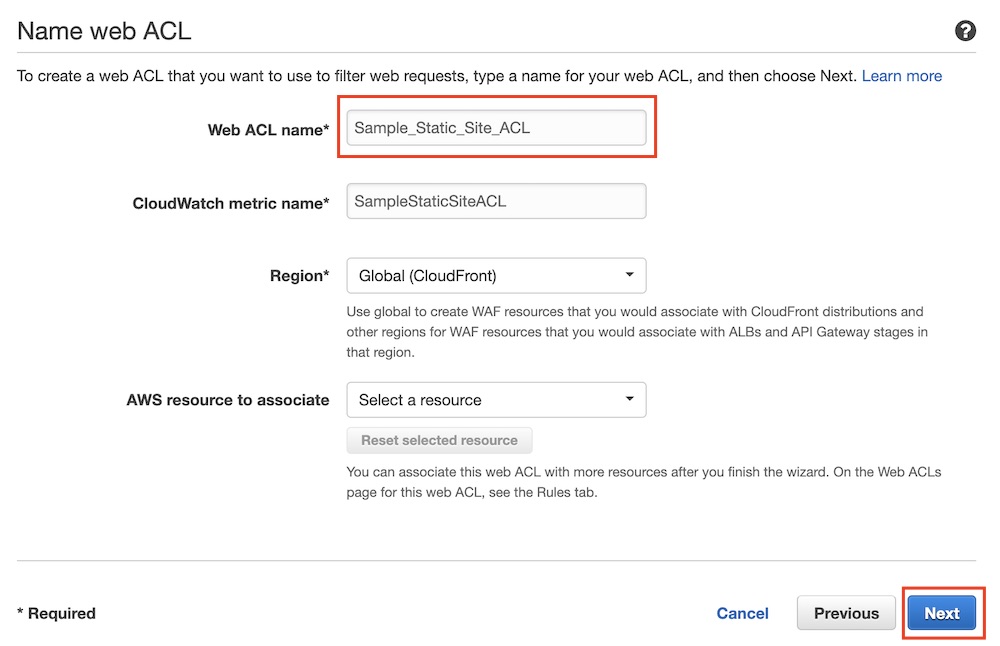 Name web ACL
?
To create a web ACL that you want to use to filter web requests, type a name for your web ACL, and then choose Next. Learn more
Web ACL name* Sample_Static_Site_ACL
CloudWatch metric name* SampleStaticSiteACL
Region* Global (CloudFront)
Use global to create WAF resources that you would associate with CloudFront distributions and
other regions for WAF resources that you would associate with ALBs and API Gateway stages in
that region.
AWS resource to associate Select a resource
Reset selected resource
You can associate this web ACL with more resources after you finish the wizard. On the Web ACLs
page for this web ACL, see the Rules tab.
* Required Cancel Previous Next